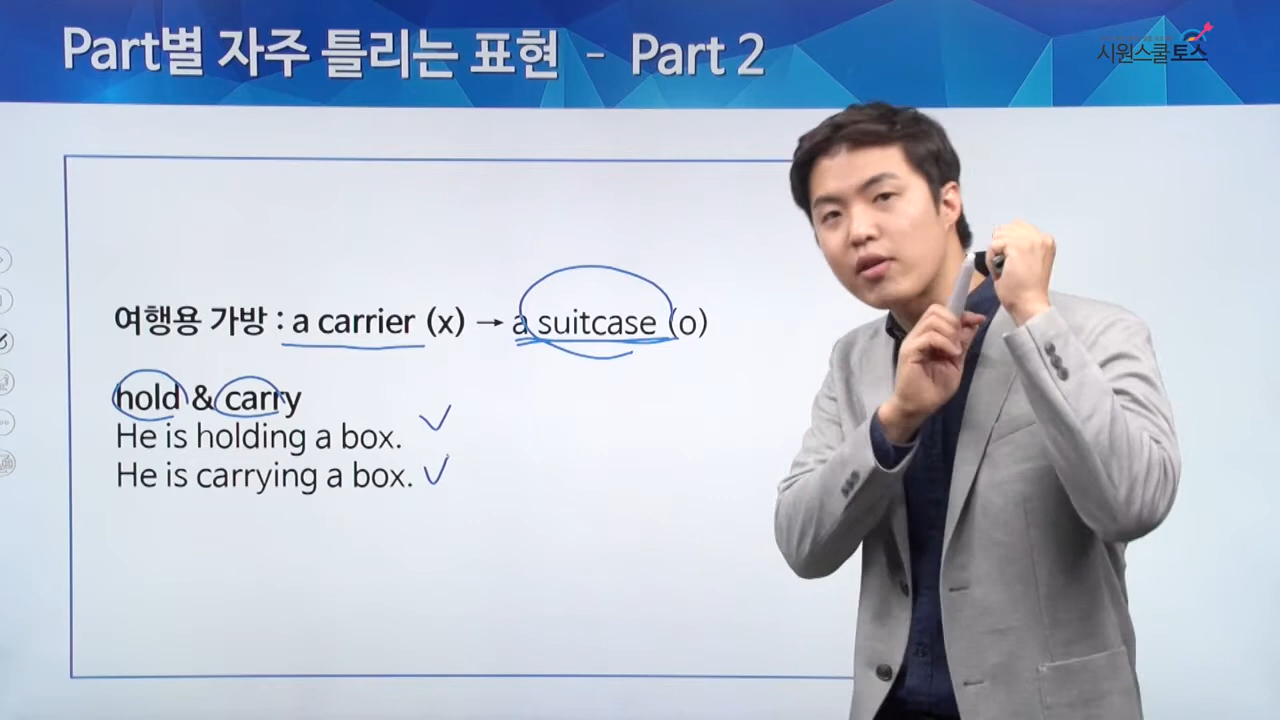 Part별 자주 틀리는 표현 - Part 2
시원스쿨토스
여행용 가방 : a carrier (x) → a suitcase (o)
hold & carry
He is holding a box.
He is carrying a box.